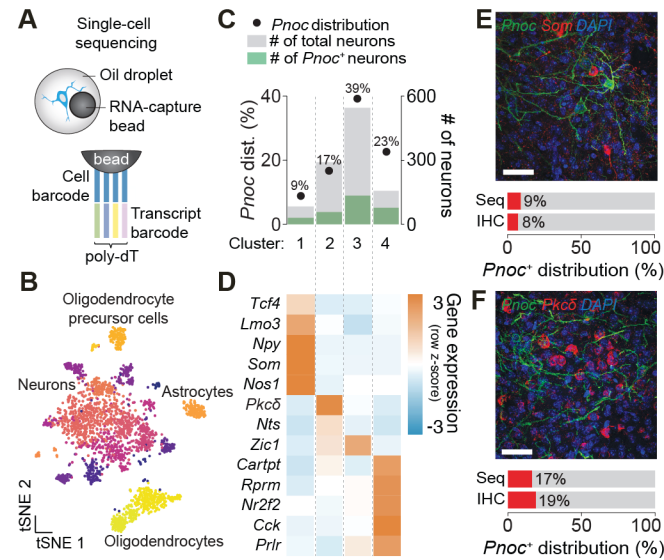 A
Single-cell
sequencing
Oil droplet
RNA-capture
bead
bead
Cell
barcode
Transcript
barcode
poly-dT
B
Oligodendrocyte
precursor cells
Neurons
Astrocytes
Oligodendrocytes
tSNE 2
tSNE 1
C
Pnoc distribution
# of total neurons
# of Pnoc+ neurons
Pnoc dist. (%)
# of neurons
40
20
0
600
300
0
9%
17%
39%
23%
Cluster: 1 2 3 4
D
Tcf4
Lmo3
Npy
Som
Nos1
Pkcδ
Nts
Zic1
Cartpt
Rprm
Nr2f2
Cck
Prlr
3
-3
Gene expression
(row z-score)
E
Pnoc Som DAPI
Seq 9%
IHC 8%
0 100
Pnoc+ distribution (%)
F
Pnoc Pkcδ DAPI
Seq 17%
IHC 19%
0 100
Pnoc+ distribution (%)